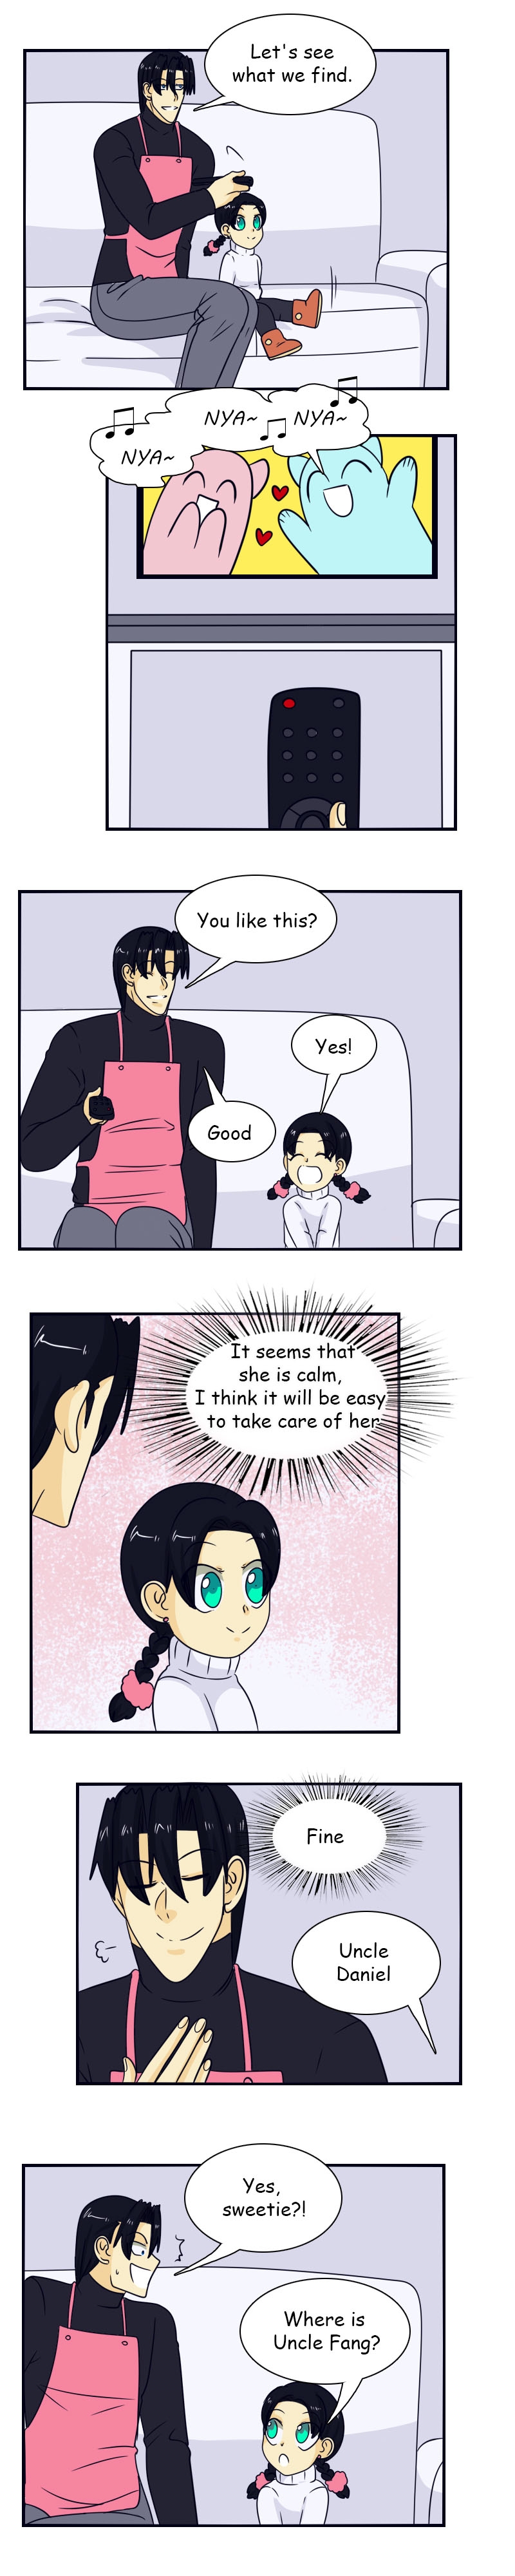 Let's see
what we find.
NYA~
NYA~
NYA~
You like this?
Yes!
Good
It seems that
she is calm,
I think it will be easy
to take care of her
Fine
Uncle
Daniel
Yes,
sweetie?!
Where is
Uncle Fang?